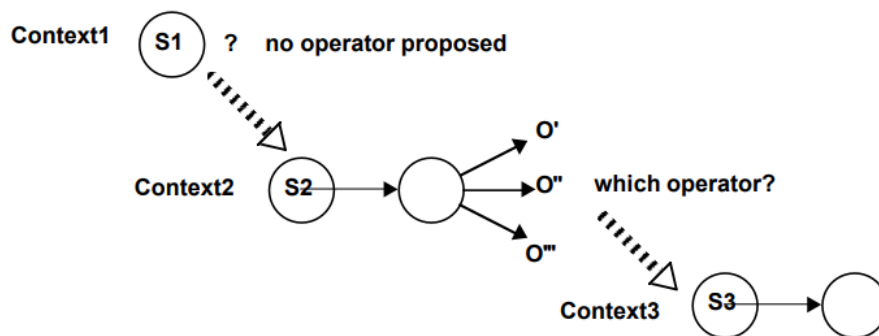 Context1 S1 ? no operator proposed
O'
Context2 S2 O" which operator?
O"'
Context3 S3